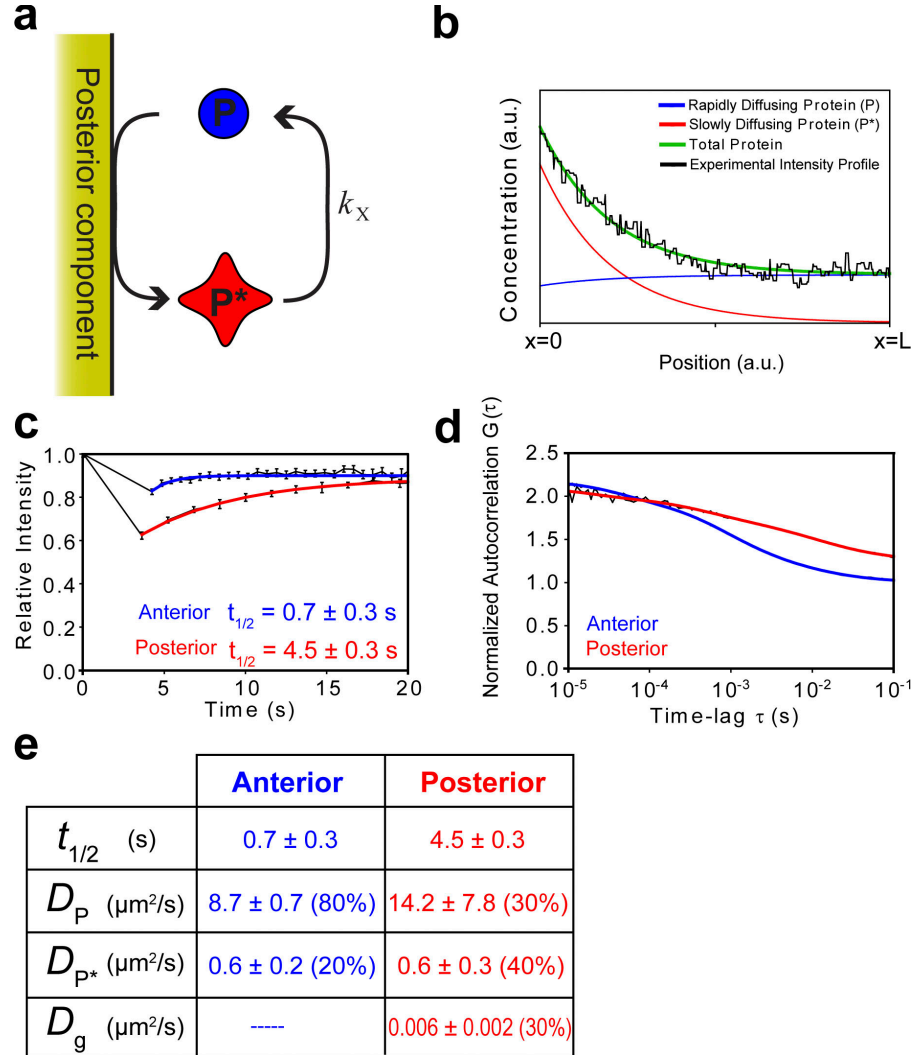 a
Posterior component
P
P*
kX
b
Concentration (a.u.)
Rapidly Diffusing Protein (P)
Slowly Diffusing Protein (P*)
Total Protein
Experimental Intensity Profile
x=0
x=L
Position (a.u.)
c
Relative Intensity
1.0
0.8
0.6
0.4
0.2
0.0
Anterior t1/2 = 0.7 ± 0.3 s
Posterior t1/2 = 4.5 ± 0.3 s
0 5 10 15 20
Time (s)
d
Normalized Autocorrelation G(τ)
2.5
2.0
1.5
1.0
0.5
0.0
Anterior
Posterior
10-5 10-4 10-3 10-2 10-1
Time-lag τ (s)
e
Anterior Posterior
t1/2 (s) 0.7 ± 0.3 4.5 ± 0.3
DP (µm2/s) 8.7 ± 0.7 (80%) 14.2 ± 7.8 (30%)
DP* (µm2/s) 0.6 ± 0.2 (20%) 0.6 ± 0.3 (40%)
Dg (µm2/s) ----- 0.006 ± 0.002 (30%)